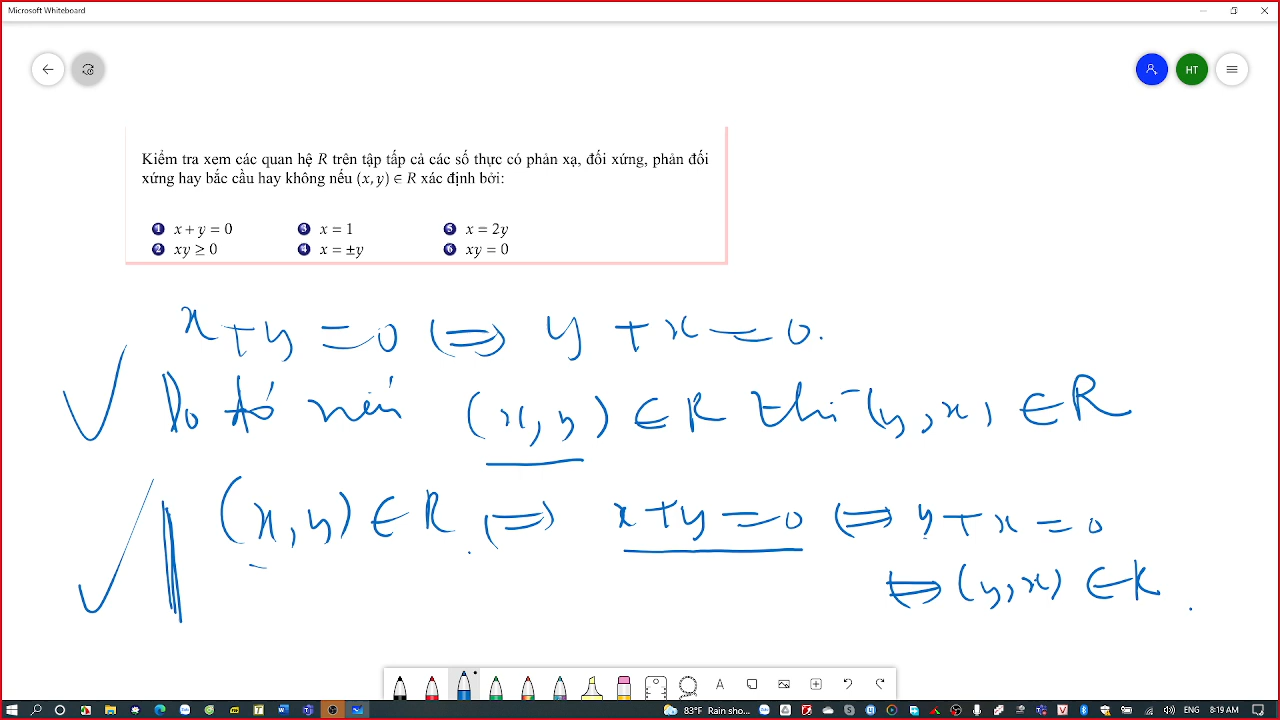 Microsoft Whiteboard
HT
Kiểm tra xem các quan hệ R trên tập tấp cả các số thực có phản xạ, đối xứng, phản đối
xứng hay bắc cầu hay không nếu (x, y) ∈ R xác định bởi:
1 x + y = 0 3 x = 1 5 x = 2y
2 xy ≥ 0 4 x = ±y 6 xy = 0
x + y = 0 ⟺ y + x = 0.
Do đó nếu (x, y) ∈ R thì (y, x) ∈ R
(x, y) ∈ R ⟺ x + y = 0 ⟺ y + x = 0
⟺ (y, x) ∈ R.
83°F Rain sho... ENG 8:19 AM